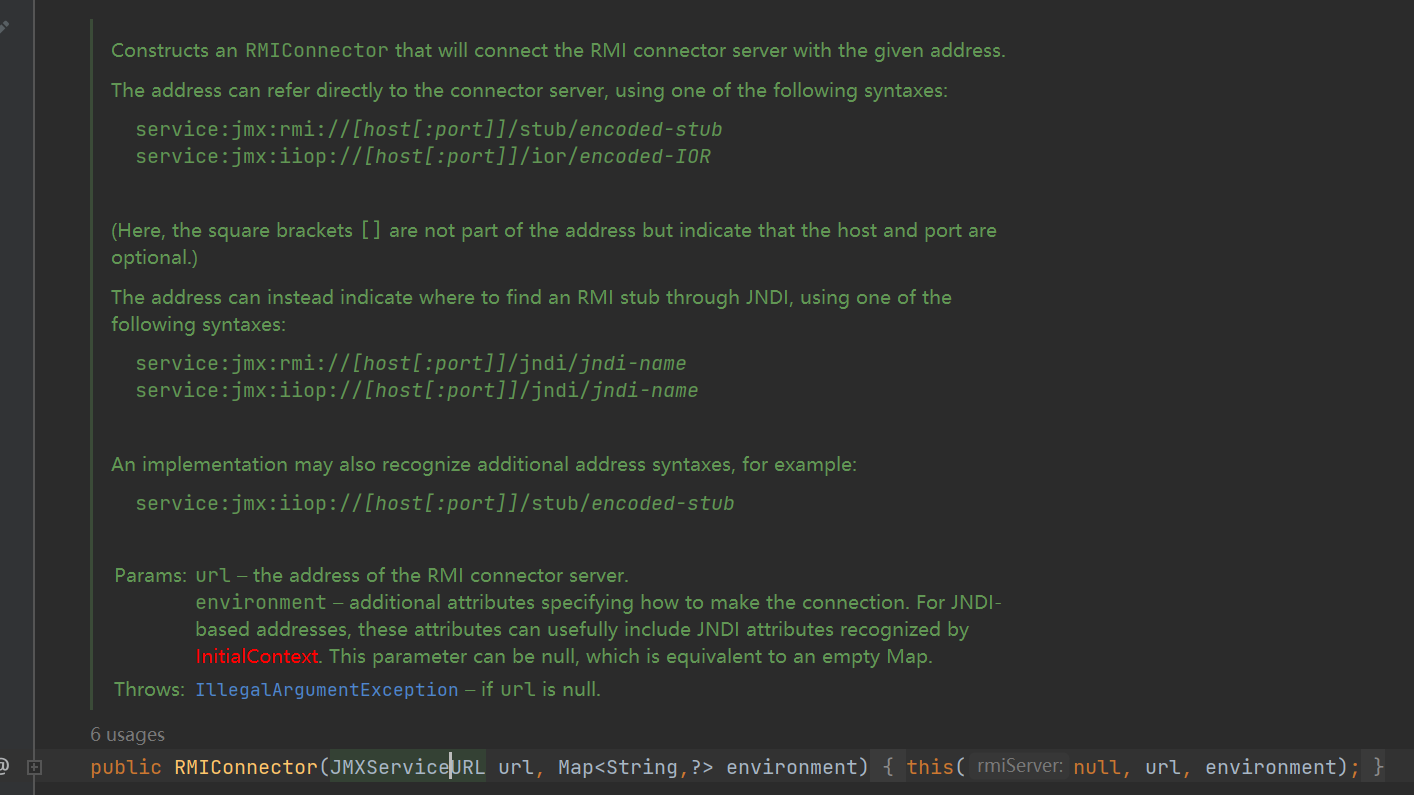 Constructs an RMIConnector that will connect the RMI connector server with the given address.
The address can refer directly to the connector server, using one of the following syntaxes:
service:jmx:rmi://[host[:port]]/stub/encoded-stub
service:jmx:iiop://[host[:port]]/ior/encoded-IOR
(Here, the square brackets [] are not part of the address but indicate that the host and port are
optional.)
The address can instead indicate where to find an RMI stub through JNDI, using one of the
following syntaxes:
service:jmx:rmi://[host[:port]]/jndi/jndi-name
service:jmx:iiop://[host[:port]]/jndi/jndi-name
An implementation may also recognize additional address syntaxes, for example:
service:jmx:iiop://[host[:port]]/stub/encoded-stub
Params: url – the address of the RMI connector server.
environment – additional attributes specifying how to make the connection. For JNDI-
based addresses, these attributes can usefully include JNDI attributes recognized by
InitialContext. This parameter can be null, which is equivalent to an empty Map.
Throws: IllegalArgumentException – if url is null.
6 usages
@ public RMIConnector(JMXServiceURL url, Map<String,?> environment) { this( rmiServer: null, url, environment); }